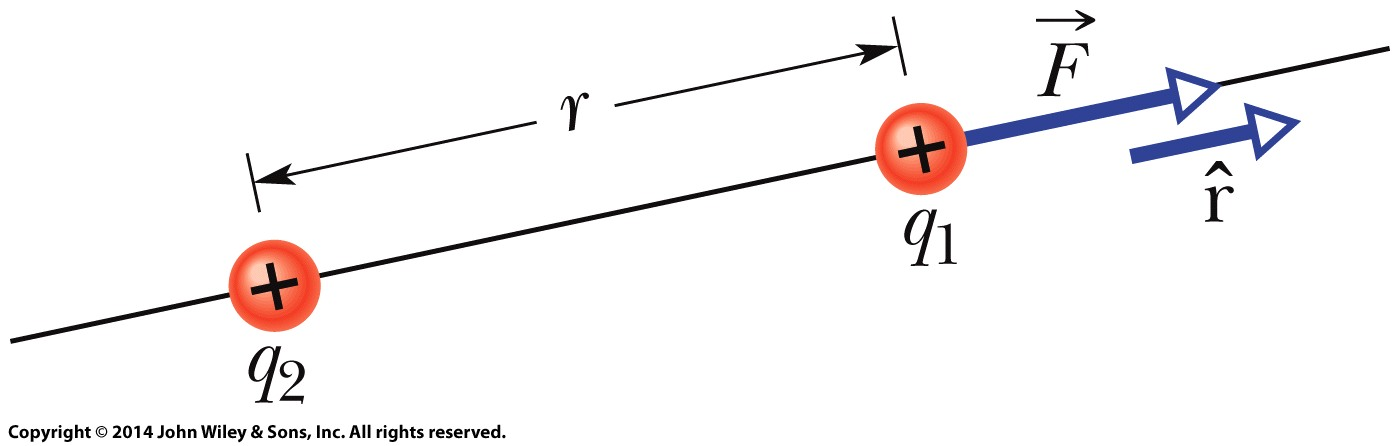 r
F⃗
r̂
+
q₁
+
q₂
Copyright © 2014 John Wiley & Sons, Inc. All rights reserved.